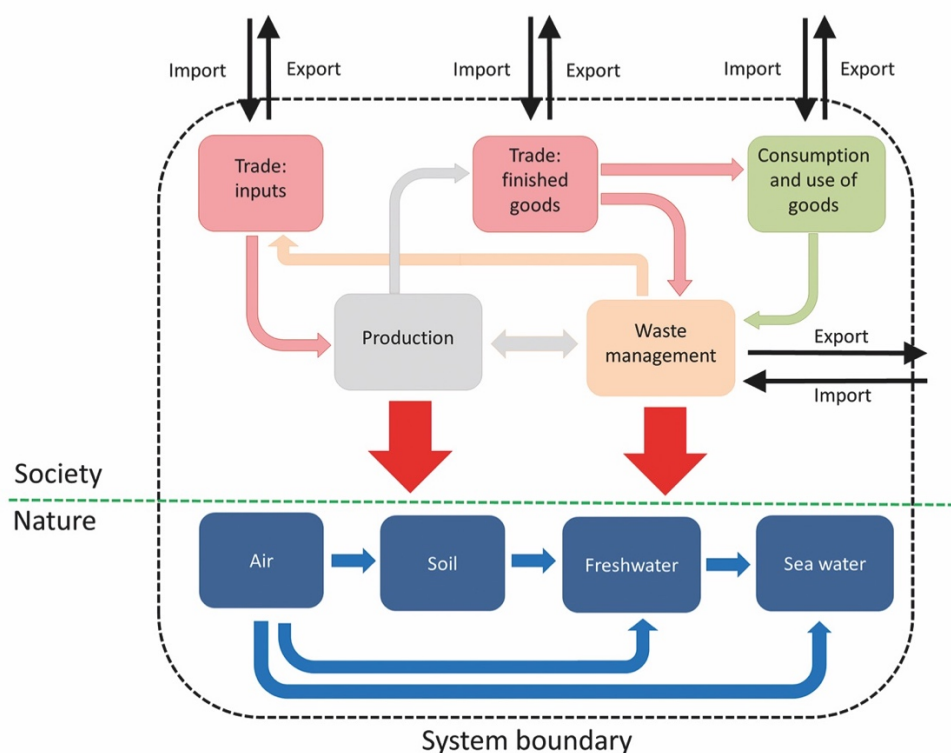 Import
Export
Import
Export
Import
Export
Trade:
inputs
Trade:
finished
goods
Consumption
and use of
goods
Production
Waste
management
Export
Import
Society
Nature
Air
Soil
Freshwater
Sea water
System boundary